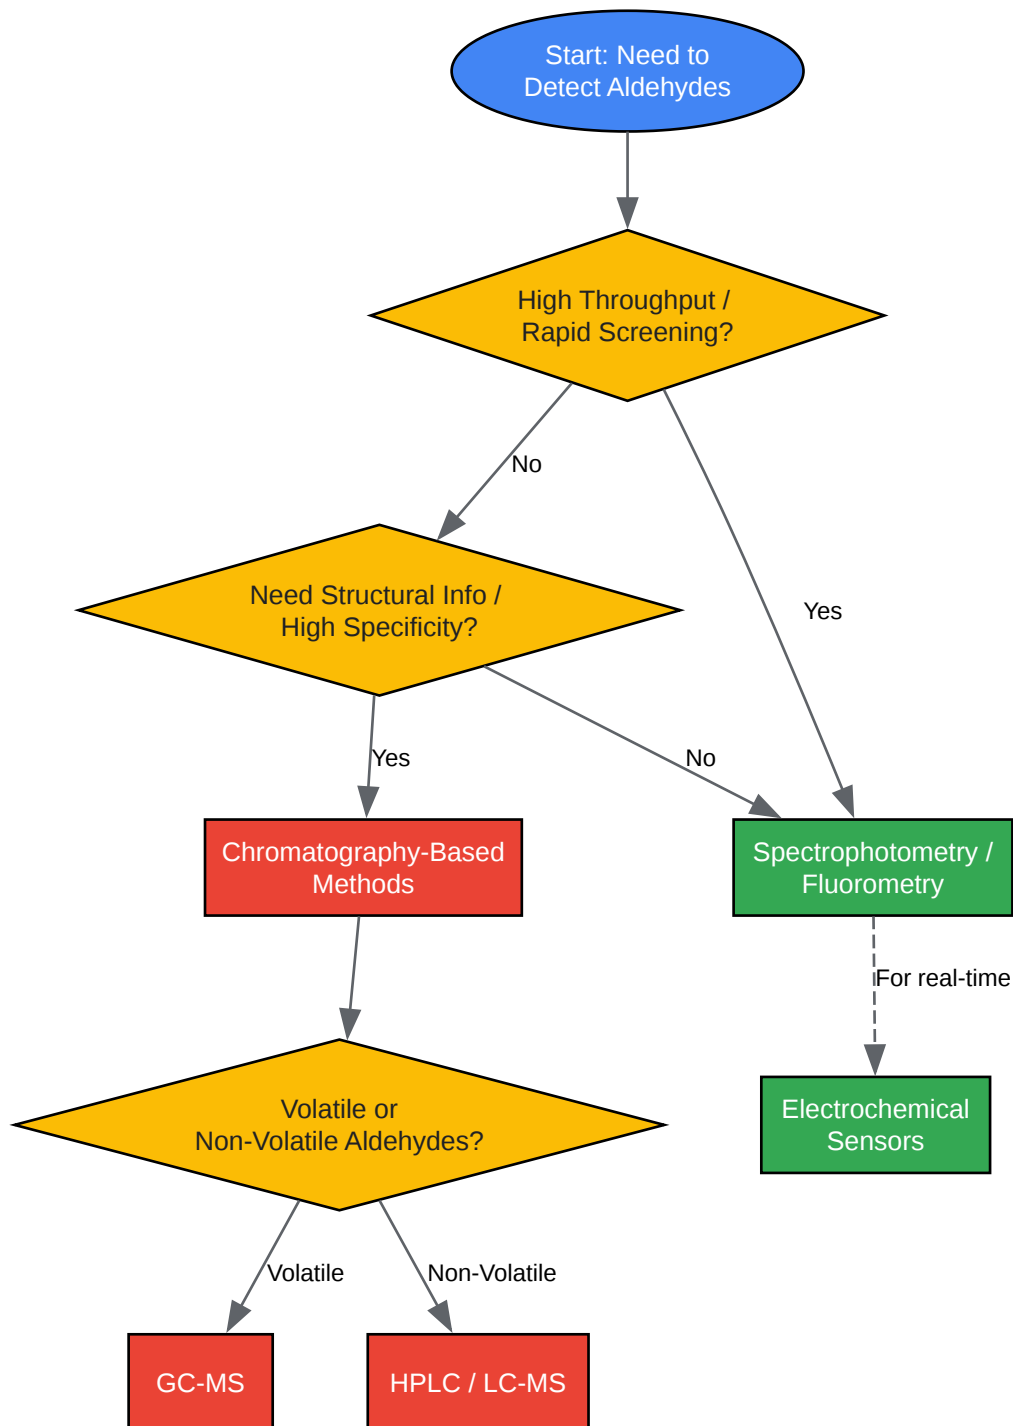 Start: Need to
Detect Aldehydes
High Throughput /
Rapid Screening?
No
Need Structural Info /
High Specificity?
Yes
Yes
No
Chromatography-Based
Methods
Spectrophotometry /
Fluorometry
For real-time
Volatile or
Non-Volatile Aldehydes?
Electrochemical
Sensors
Volatile
Non-Volatile
GC-MS
HPLC / LC-MS